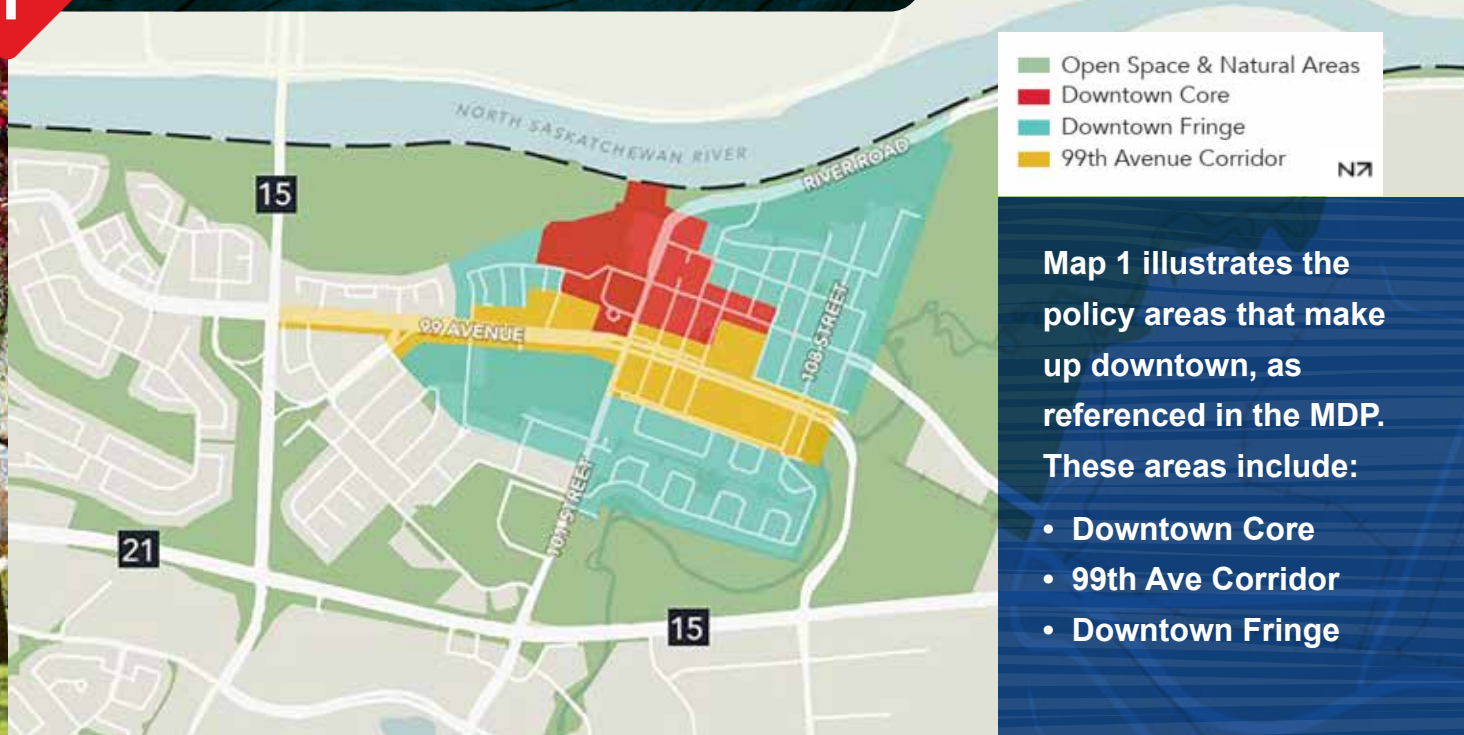 Open Space & Natural Areas
Downtown Core
Downtown Fringe
99th Avenue Corridor
N
NORTH SASKATCHEWAN RIVER
RIVER ROAD
15
99 AVENUE
108 STREET
101 STREET
21
15
Map 1 illustrates the
policy areas that make
up downtown, as
referenced in the MDP.
These areas include:
• Downtown Core
• 99th Ave Corridor
• Downtown Fringe